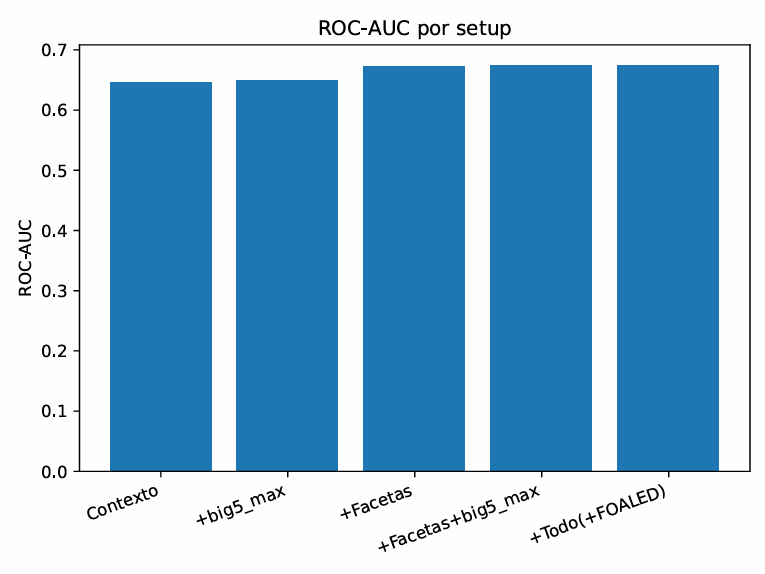 ROC-AUC por setup
ROC-AUC
0.7
0.6
0.5
0.4
0.3
0.2
0.1
0.0
Contexto
+big5_max
+Facetas
+Facetas+big5_max
+Todo(+FOALED)